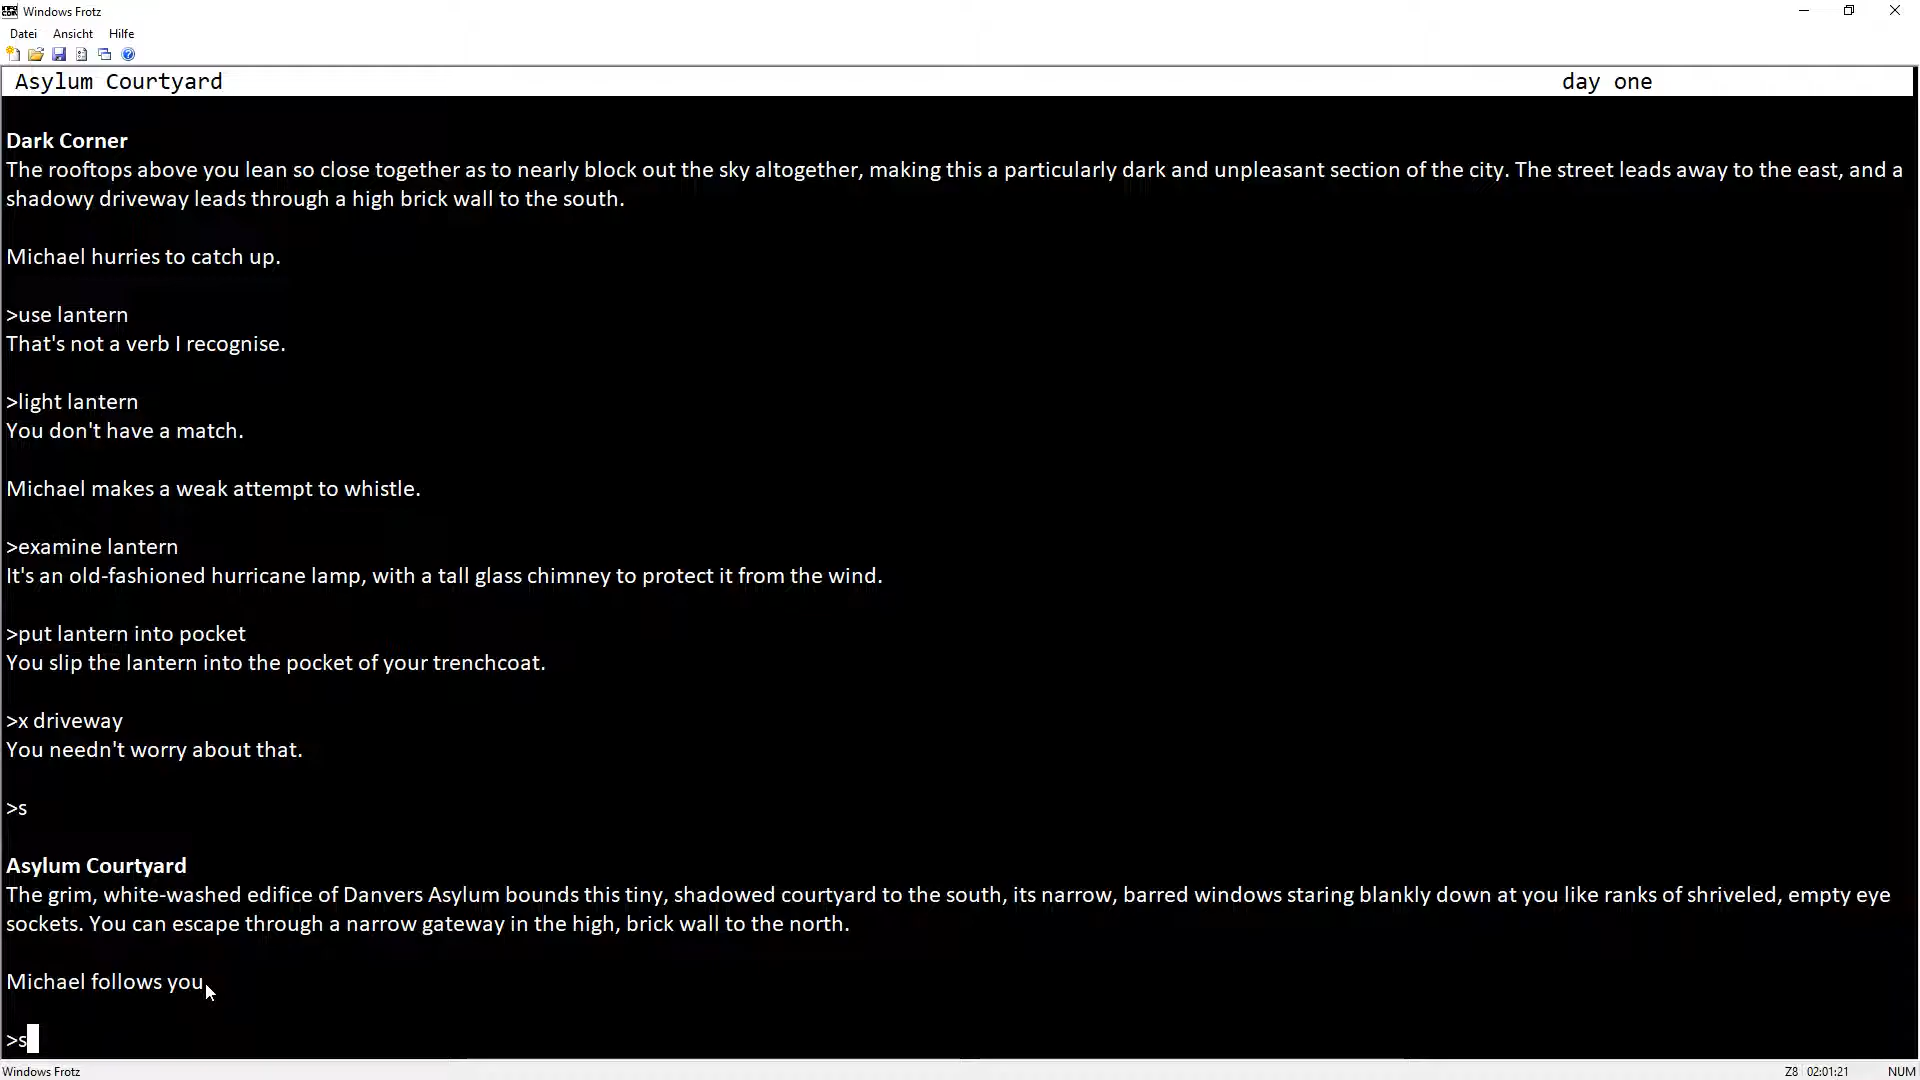 Windows Frotz
Datei Ansicht Hilfe
Asylum Courtyard day one
Dark Corner
The rooftops above you lean so close together as to nearly block out the sky altogether, making this a particularly dark and unpleasant section of the city. The street leads away to the east, and a
shadowy driveway leads through a high brick wall to the south.
Michael hurries to catch up.
>use lantern
That's not a verb I recognise.
>light lantern
You don't have a match.
Michael makes a weak attempt to whistle.
>examine lantern
It's an old-fashioned hurricane lamp, with a tall glass chimney to protect it from the wind.
>put lantern into pocket
You slip the lantern into the pocket of your trenchcoat.
>x driveway
You needn't worry about that.
>s
Asylum Courtyard
The grim, white-washed edifice of Danvers Asylum bounds this tiny, shadowed courtyard to the south, its narrow, barred windows staring blankly down at you like ranks of shriveled, empty eye
sockets. You can escape through a narrow gateway in the high, brick wall to the north.
Michael follows you.
>s
Windows Frotz Z8 02:01:21 NUM